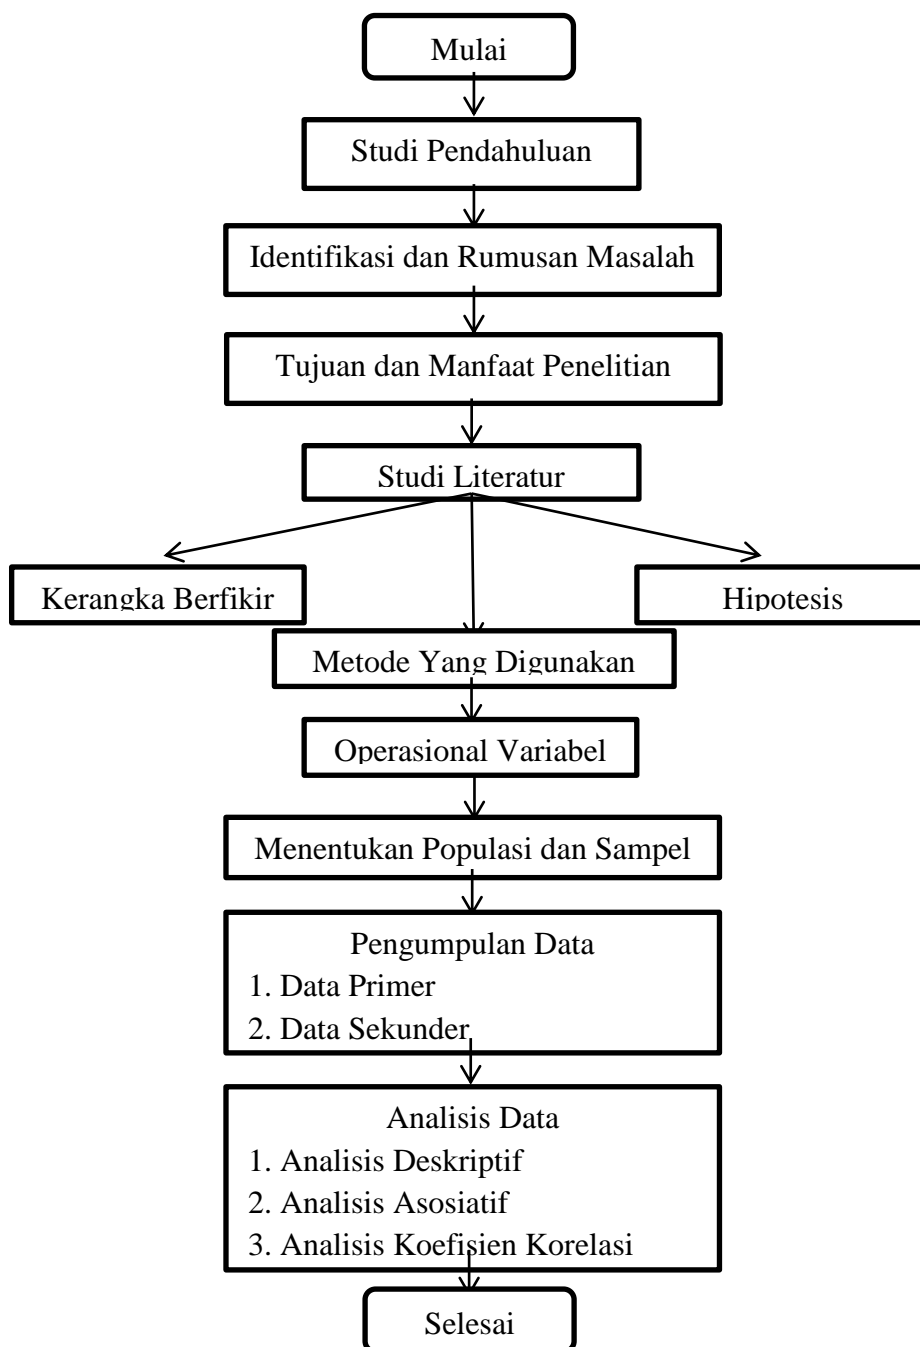 Mulai
Studi Pendahuluan
Identifikasi dan Rumusan Masalah
Tujuan dan Manfaat Penelitian
Studi Literatur
Kerangka Berfikir
Hipotesis
Metode Yang Digunakan
Operasional Variabel
Menentukan Populasi dan Sampel
Pengumpulan Data
1. Data Primer
2. Data Sekunder
Analisis Data
1. Analisis Deskriptif
2. Analisis Asosiatif
3. Analisis Koefisien Korelasi
Selesai